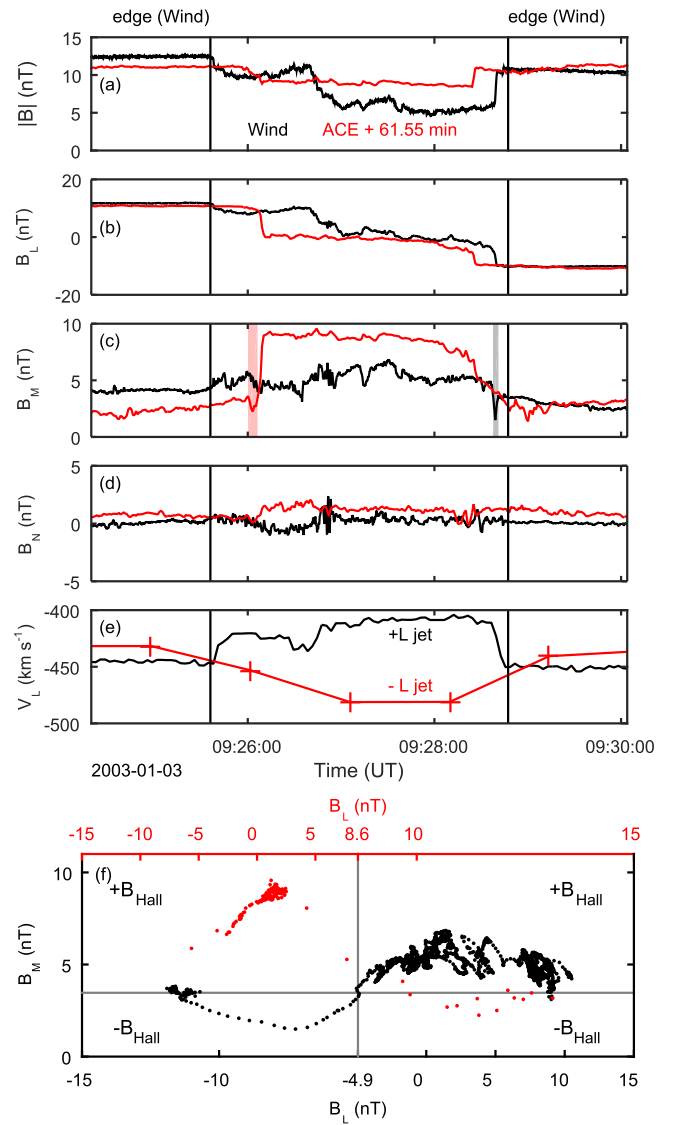 edge (Wind) edge (Wind)
15
10
5
0
|B| (nT)
(a)
Wind ACE + 61.55 min
20
0
-20
B_L (nT)
(b)
10
5
0
B_M (nT)
(c)
5
0
-5
B_N (nT)
(d)
-400
-450
-500
V_L (km s⁻¹)
(e)
+L jet
- L jet
09:26:00 09:28:00 09:30:00
2003-01-03 Time (UT)
B_L (nT)
-15 -10 -5 0 5 8.6 10 15
10
5
0
B_M (nT)
(f)
+B_Hall +B_Hall
-B_Hall -B_Hall
-15 -10 -4.9 0 5 10 15
B_L (nT)